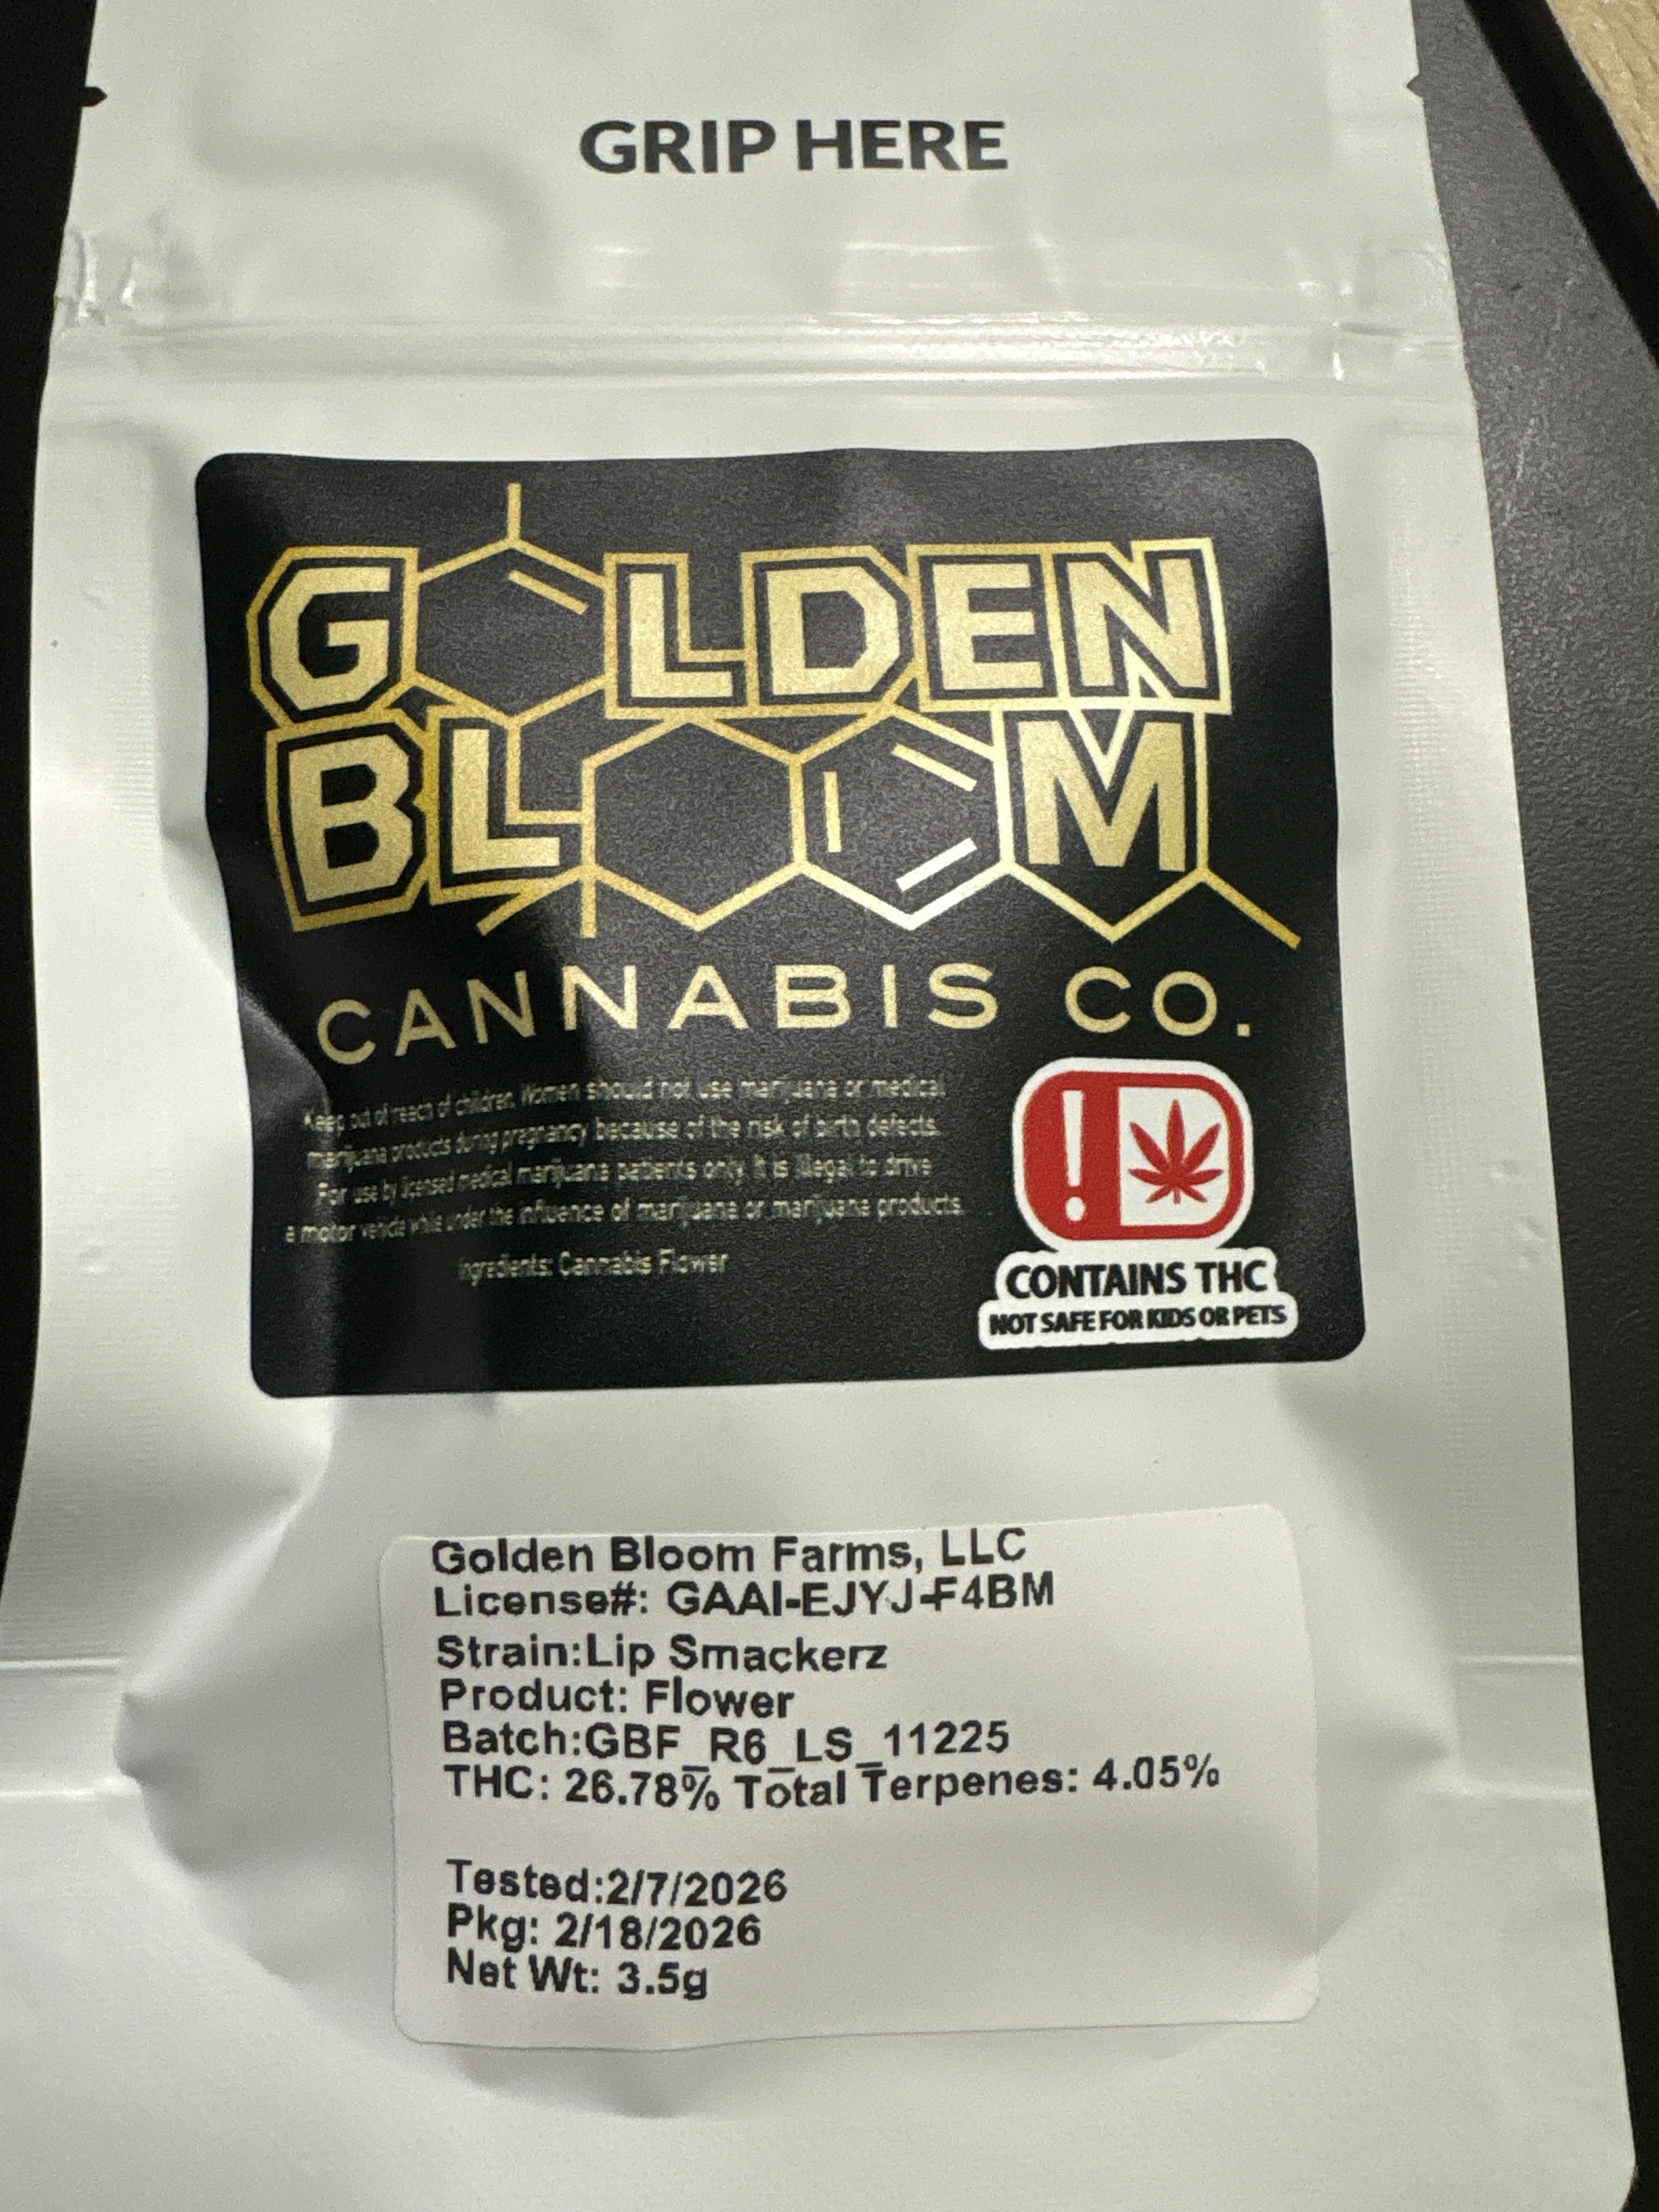 GRIP HERE
GOLDEN
BLOOM
CANNABIS CO.
Keep out of reach of children. Women should not use marijuana or medical
marijuana products during pregnancy because of the risk of birth defects.
For use by licensed medical marijuana patients only. It is illegal to drive
a motor vehicle while under the influence of marijuana or marijuana products.
Ingredients: Cannabis Flower
CONTAINS THC
NOT SAFE FOR KIDS OR PETS
Golden Bloom Farms, LLC
License#: GAAI-EJYJ-F4BM
Strain:Lip Smackerz
Product: Flower
Batch:GBF_R6_LS_11225
THC: 26.78% Total Terpenes: 4.05%
Tested:2/7/2026
Pkg: 2/18/2026
Net Wt: 3.5g